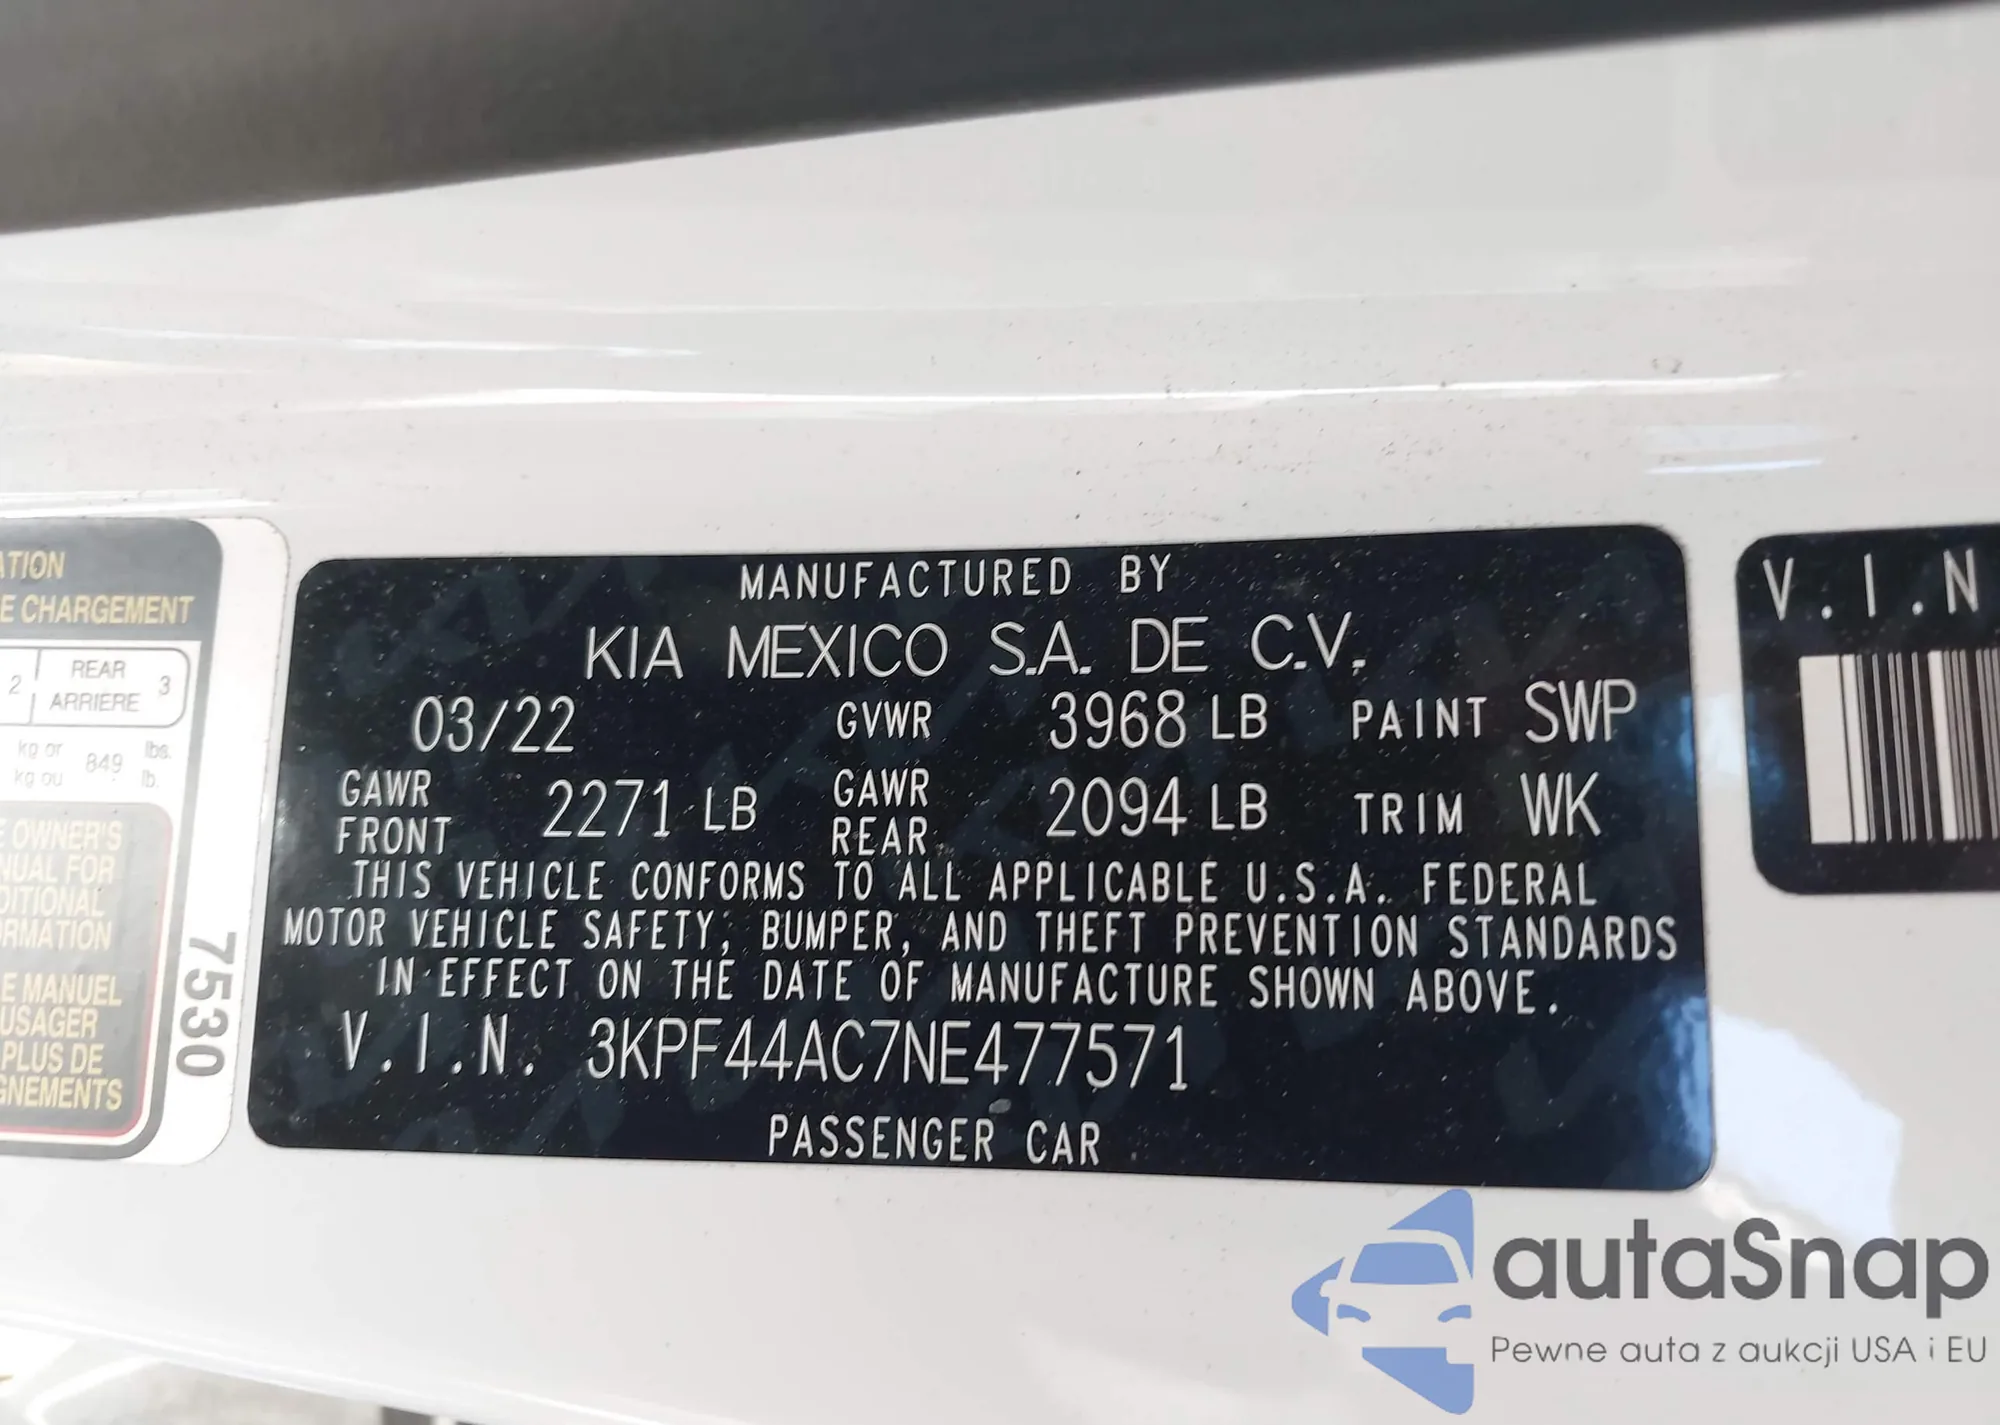 ATION
E CHARGEMENT
2 REAR 3
ARRIERE
kg or 849 lbs.
kg ou lb.
E OWNER'S
NUAL FOR
DITIONAL
ORMATION
E MANUEL
USAGER
PLUS DE
GNEMENTS
7530
MANUFACTURED BY
KIA MEXICO S.A. DE C.V.
03/22 GVWR 3968 LB PAINT SWP
GAWR FRONT 2271 LB GAWR REAR 2094 LB TRIM WK
THIS VEHICLE CONFORMS TO ALL APPLICABLE U.S.A. FEDERAL
MOTOR VEHICLE SAFETY, BUMPER, AND THEFT PREVENTION STANDARDS
IN EFFECT ON THE DATE OF MANUFACTURE SHOWN ABOVE.
V.I.N. 3KPF44AC7NE477571
PASSENGER CAR
V.I.N
autaSnap
Pewne auta z aukcji USA i EU